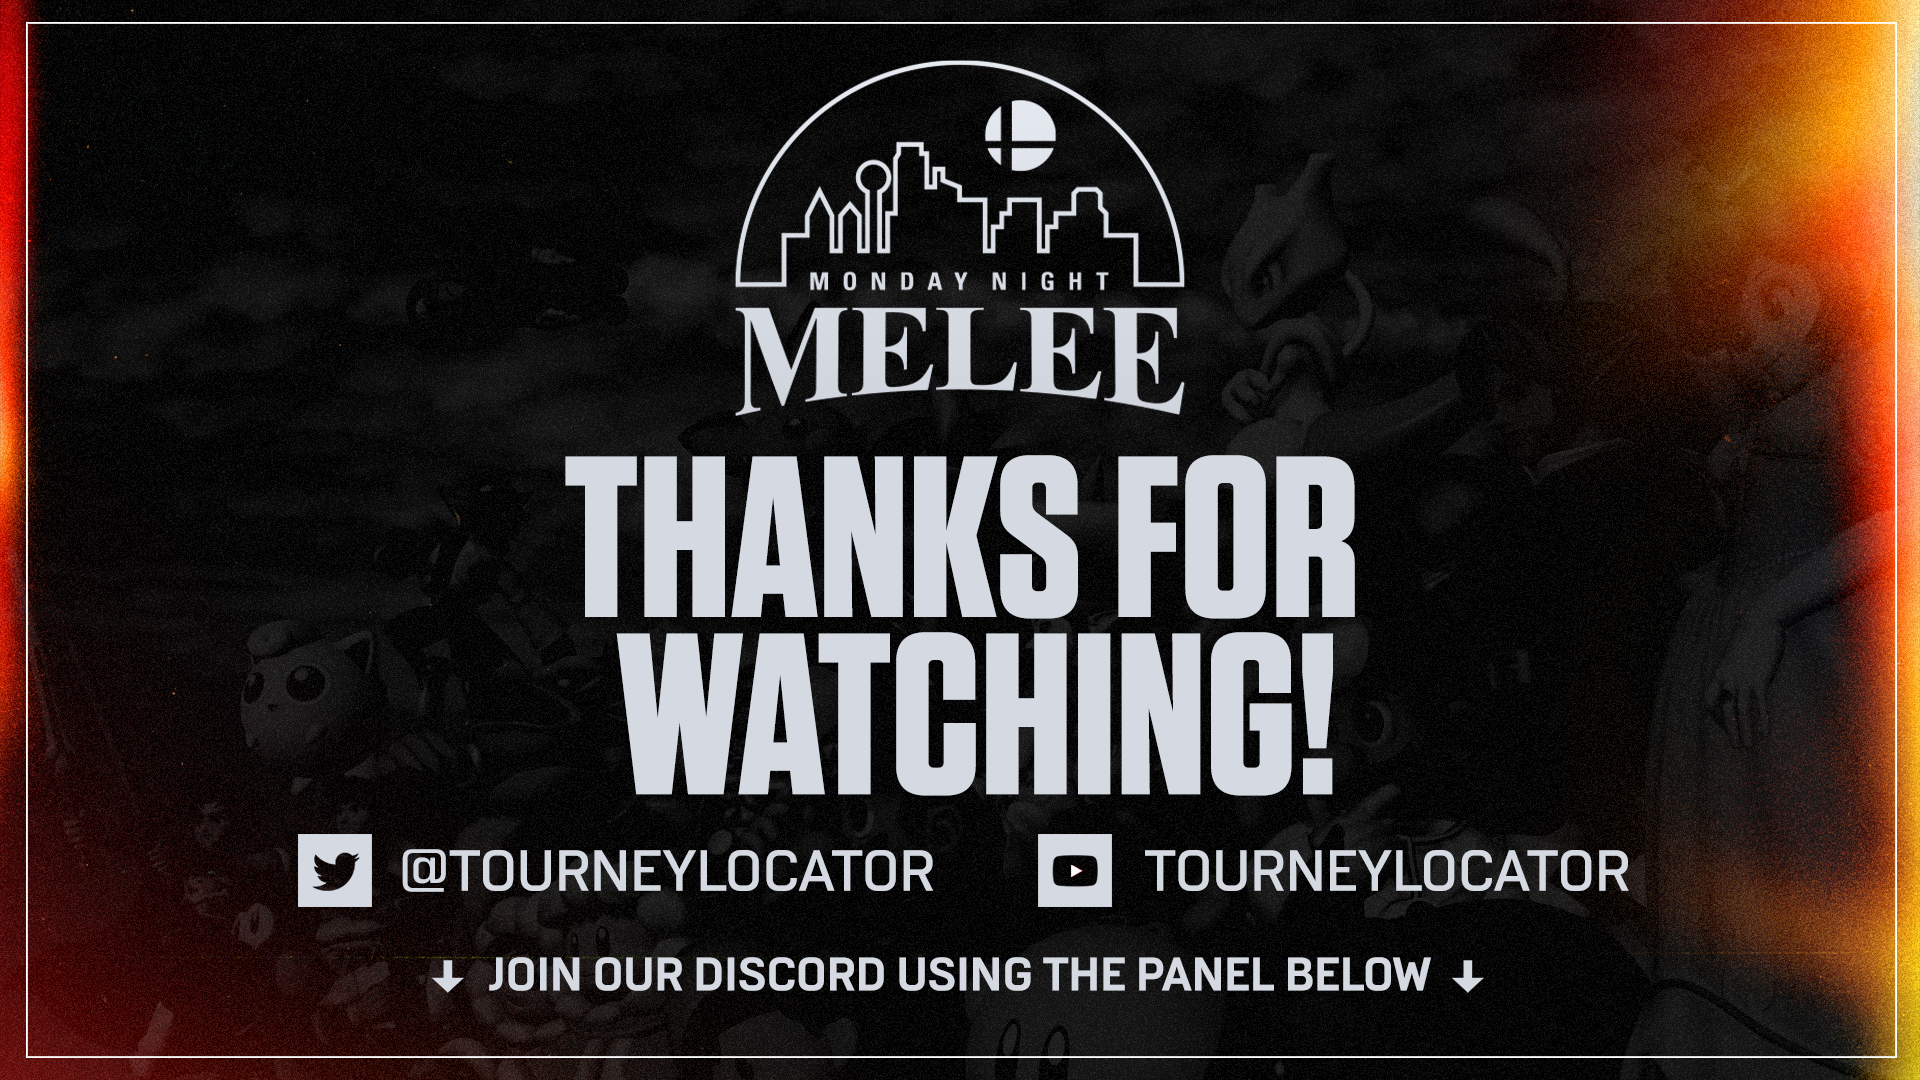 MONDAY NIGHT
MELEE
THANKS FOR
WATCHING!
@TOURNEYLOCATOR
TOURNEYLOCATOR
JOIN OUR DISCORD USING THE PANEL BELOW